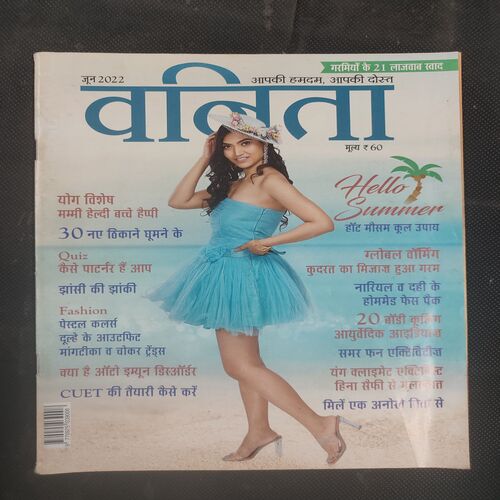 गरमियों के 21 लाजवाब स्वाद
जून 2022
आपकी हमदम, आपकी दोस्त
वनिता
मूल्य ₹ 60
Hello
Summer
हॉट मौसम कूल उपाय
योग विशेष
मम्मी हेल्दी बच्चे हैप्पी
30 नए ठिकाने घूमने के
Quiz
कैसे पार्टनर हैं आप
झांसी की झांकी
Fashion
पेस्टल कलर्स
दूल्हे के आउटफिट
मांगटीका व चोकर ट्रेंड्स
क्या है ऑटो इम्यून डिसऑर्डर
CUET की तैयारी कैसे करें
ग्लोबल वॉर्मिंग
कुदरत का मिजाज हुआ गरम
नारियल व दही के
होममेड फेस पैक
20 बॉडी कूलिंग
आयुर्वेदिक आइडियाज
समर फन एक्टिविटीज
यंग क्लाइमेट एक्टिविस्ट
हिना सैफी से मुलाकात
मिलें एक अनोखे पिता से